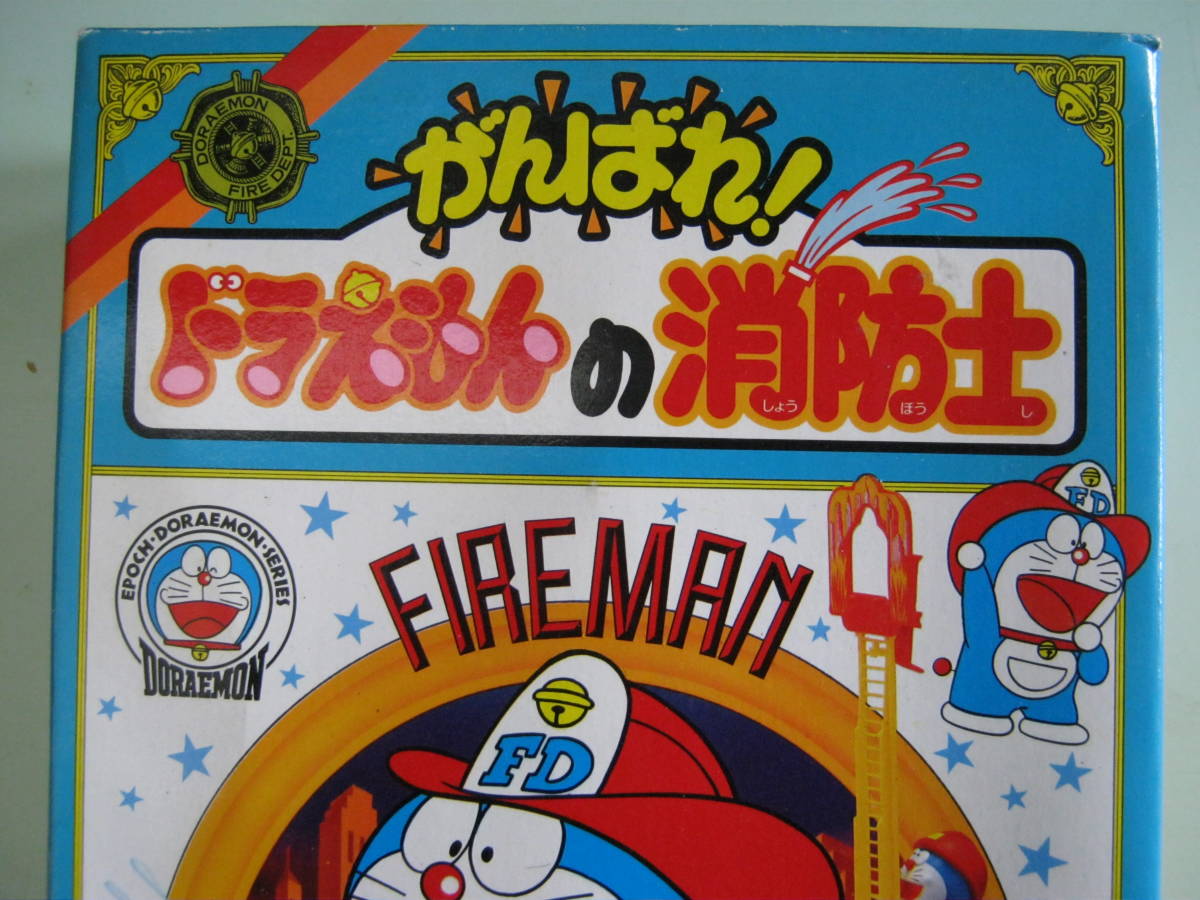 DORAEMON
FIRE DEPT.
がんばれ!
ドラえもんの消防士
しょう ぼう し
FIREMAN
EPOCH・DORAEMON・SERIES
DORAEMON
FD
FD